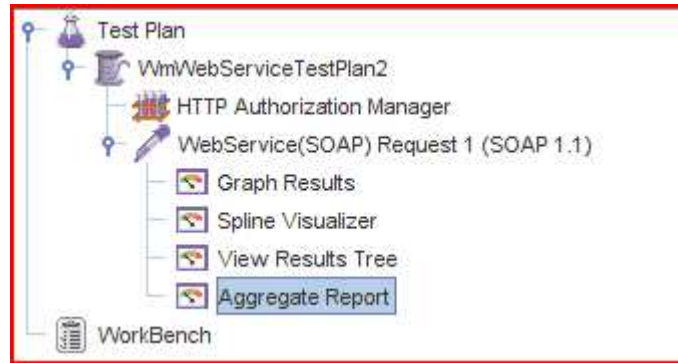 Test Plan
WmWebServiceTestPlan2
HTTP Authorization Manager
WebService(SOAP) Request 1 (SOAP 1.1)
Graph Results
Spline Visualizer
View Results Tree
Aggregate Report
WorkBench